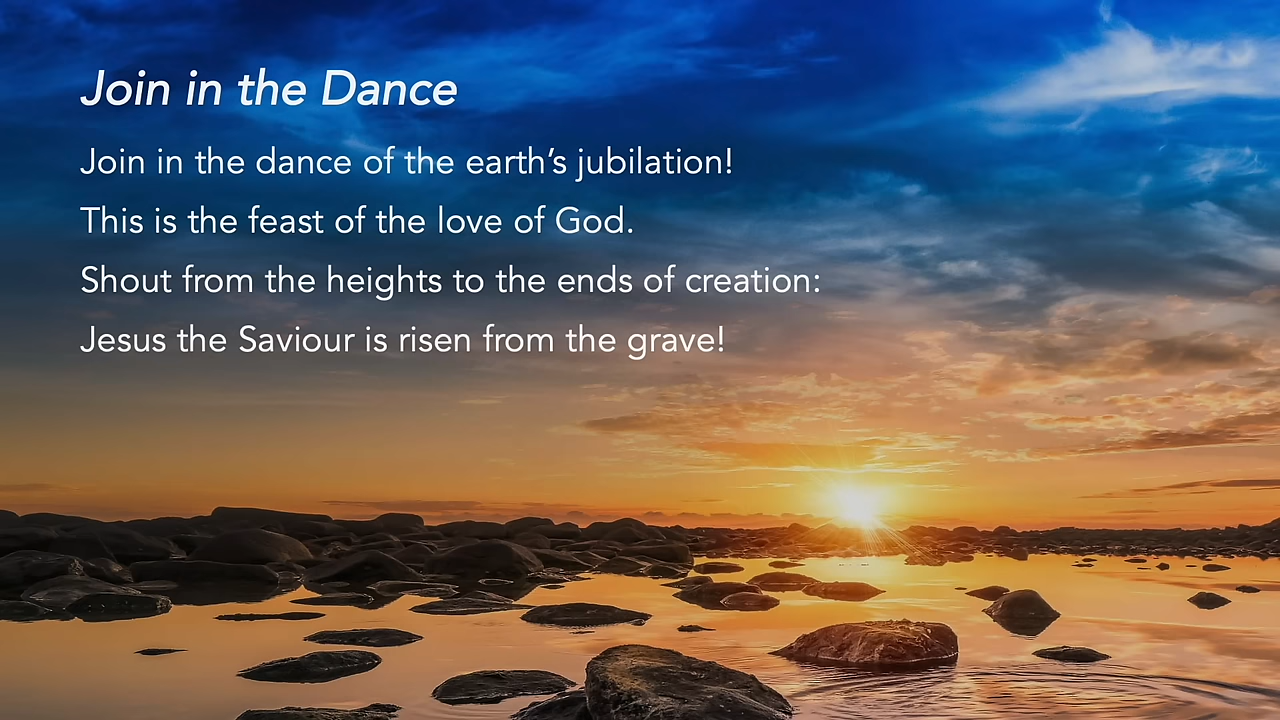 Join in the Dance
Join in the dance of the earth’s jubilation!
This is the feast of the love of God.
Shout from the heights to the ends of creation:
Jesus the Saviour is risen from the grave!